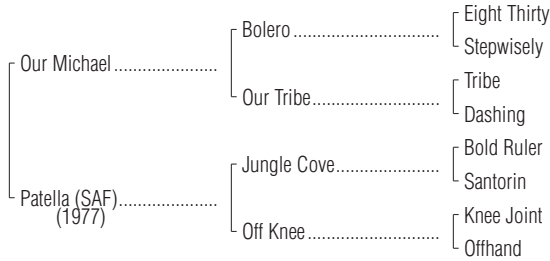 Eight Thirty
Bolero
Stepwisely
Our Michael
Tribe
Our Tribe
Dashing
Bold Ruler
Jungle Cove
Santorin
Patella (SAF)
(1977)
Knee Joint
Off Knee
Offhand